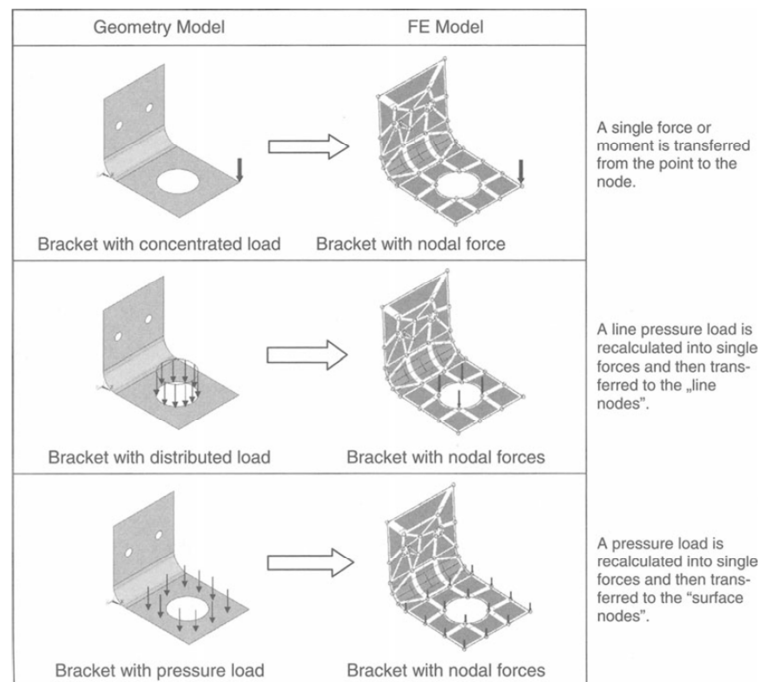 Geometry Model
FE Model
Bracket with concentrated load
Bracket with nodal force
A single force or
moment is transferred
from the point to the
node.
Bracket with distributed load
Bracket with nodal forces
A line pressure load is
recalculated into single
forces and then trans-
ferred to the „line
nodes”.
Bracket with pressure load
Bracket with nodal forces
A pressure load is
recalculated into single
forces and then trans-
ferred to the “surface
nodes”.